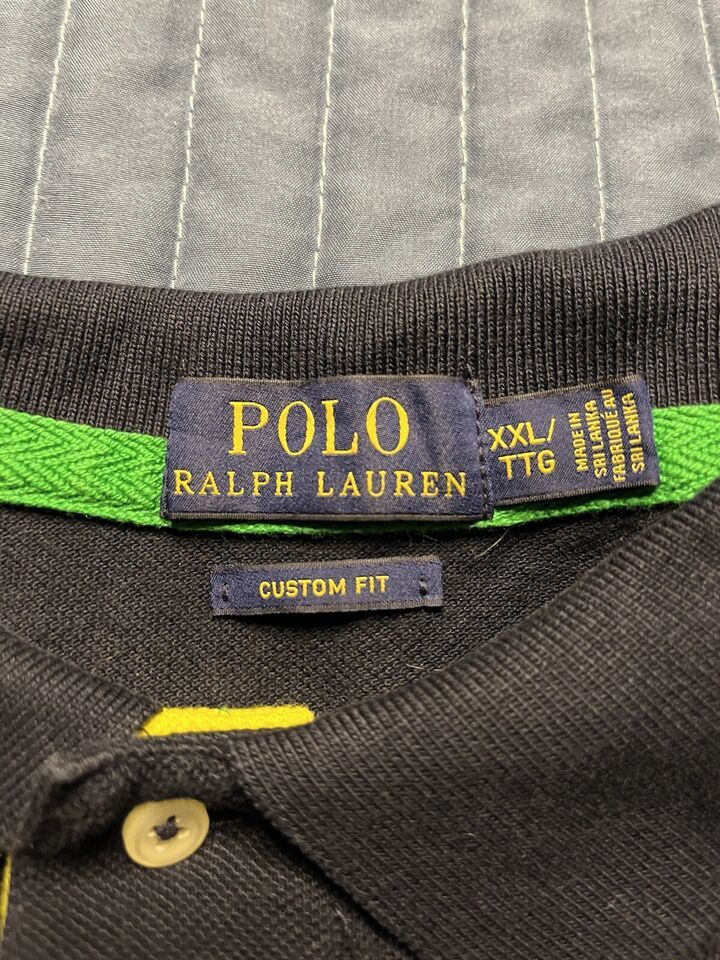 POLO
RALPH LAUREN
XXL/
TTG
MADE IN
SRI LANKA
FABRIQUÉ AU
SRI LANKA
CUSTOM FIT